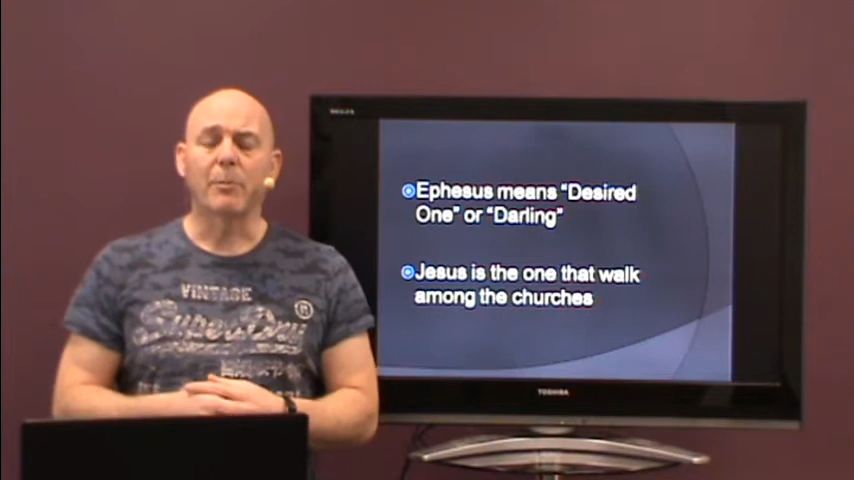 Ephesus means “Desired
One” or “Darling”
Jesus is the one that walk
among the churches
VINTAGE
SuperDry
®
TOSHIBA